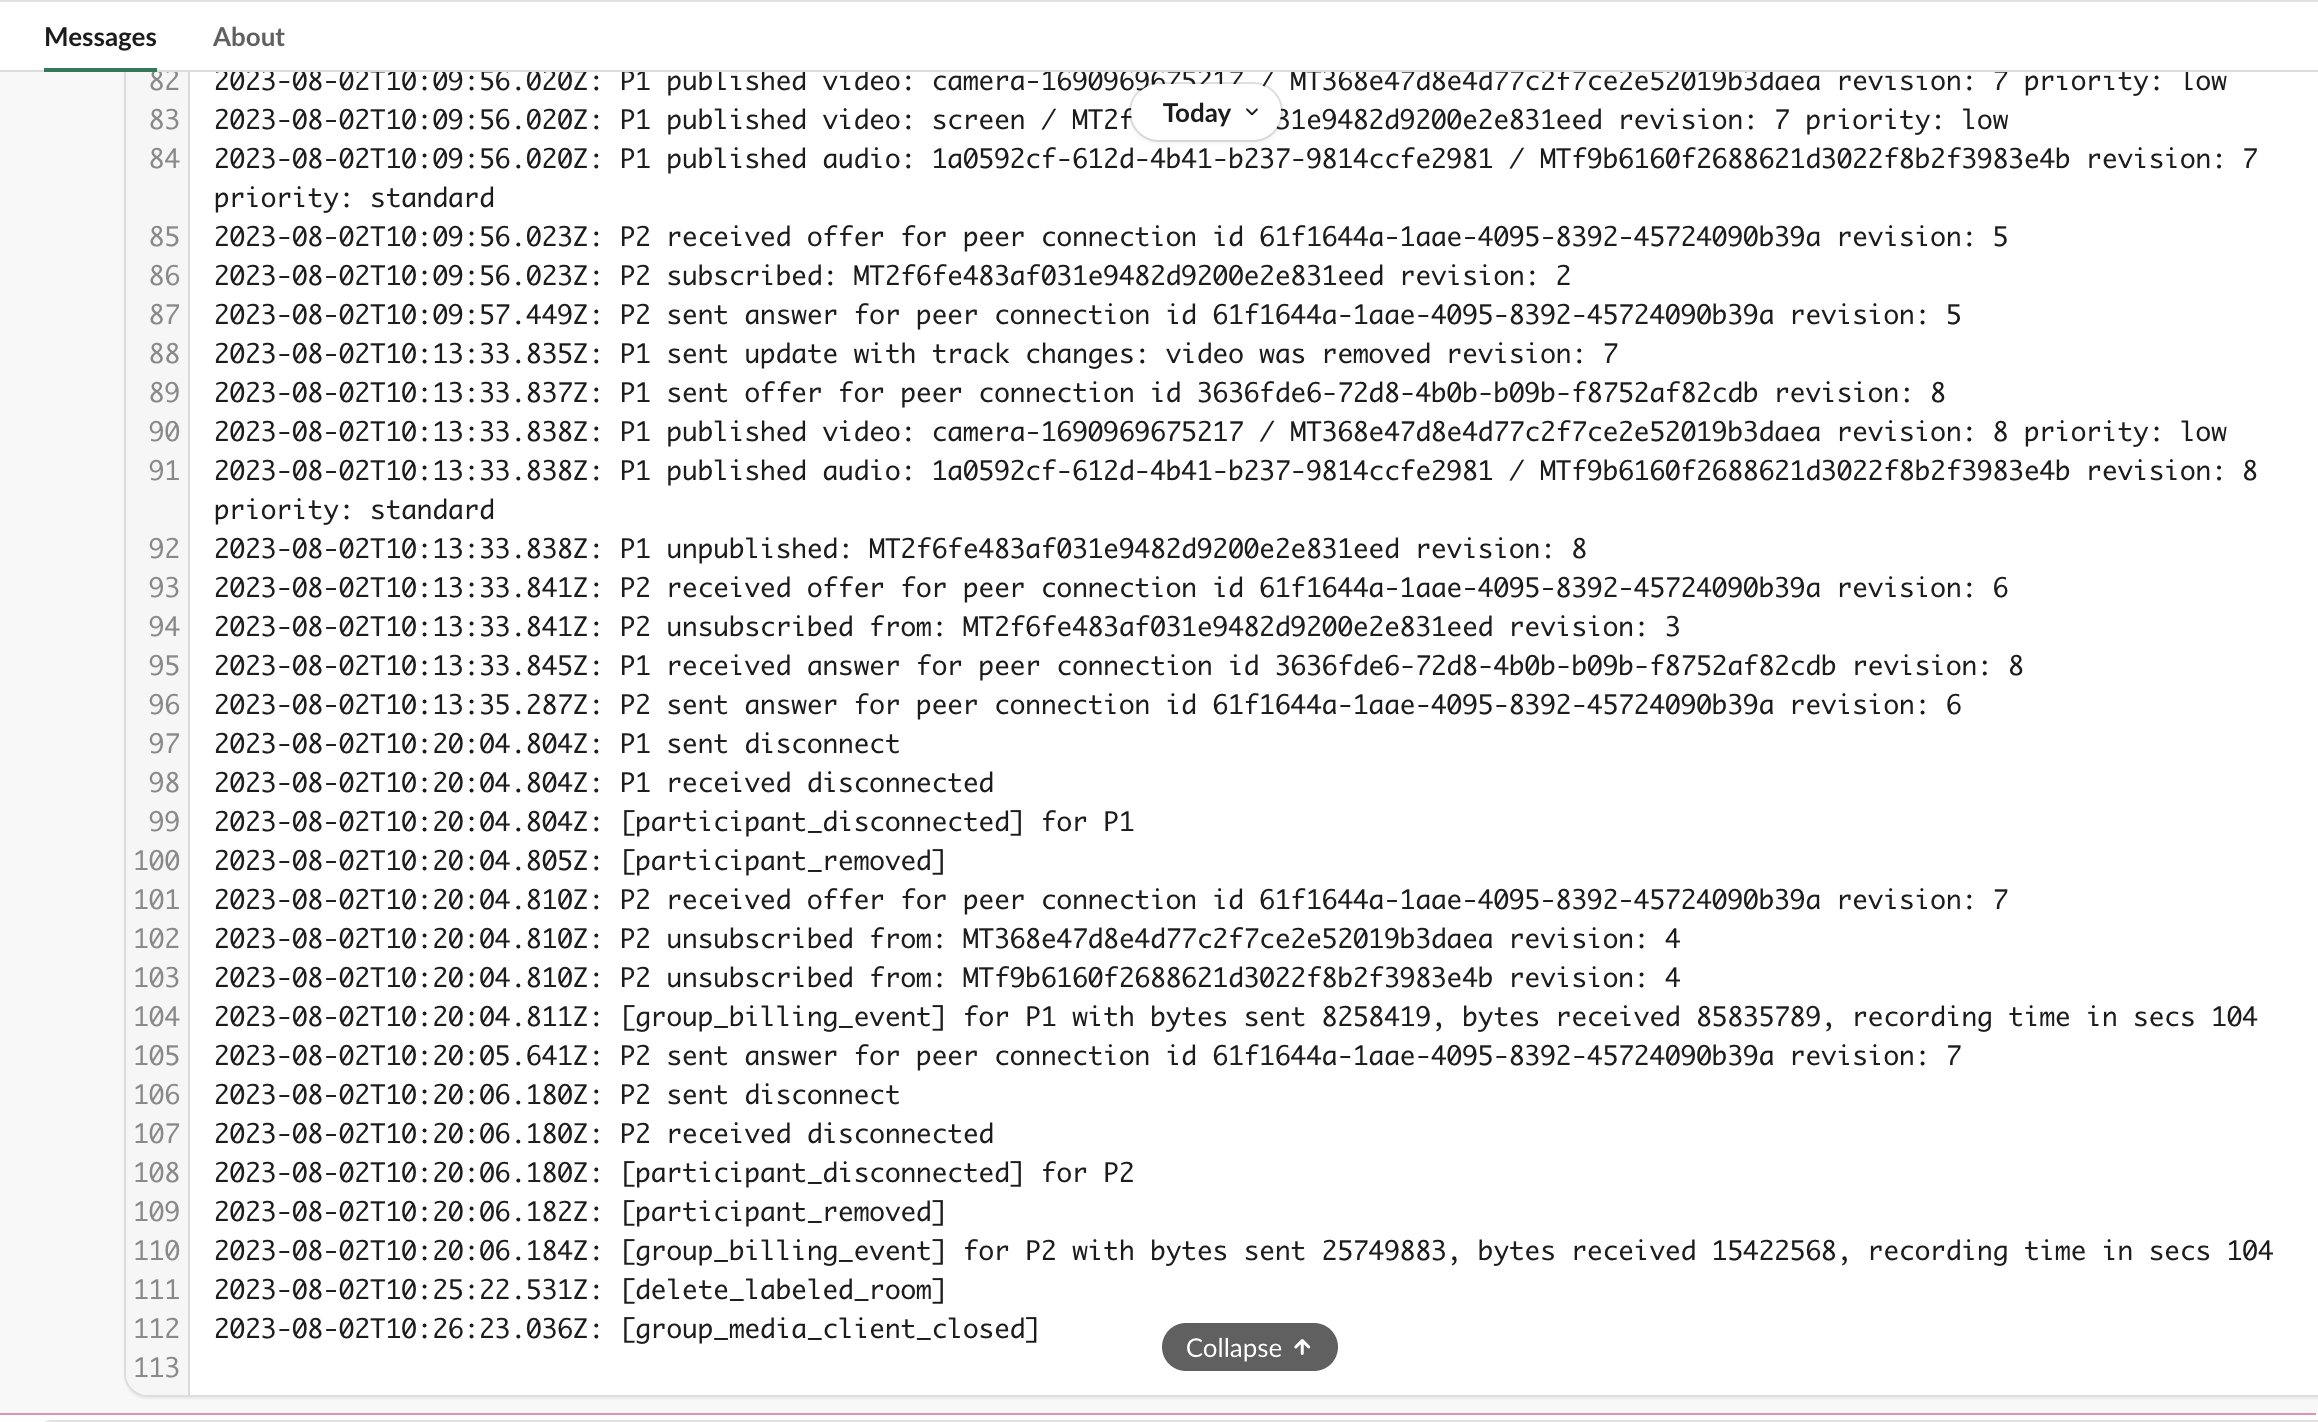 Messages About
82 2023-08-02T10:09:56.020Z: P1 published video: camera-1690969675217 / MT368e47d8e4d77c2f7ce2e52019b3daea revision: 7 priority: low
Today
83 2023-08-02T10:09:56.020Z: P1 published video: screen / MT2f 31e9482d9200e2e831eed revision: 7 priority: low
84 2023-08-02T10:09:56.020Z: P1 published audio: 1a0592cf-612d-4b41-b237-9814ccfe2981 / MTf9b6160f2688621d3022f8b2f3983e4b revision: 7
priority: standard
85 2023-08-02T10:09:56.023Z: P2 received offer for peer connection id 61f1644a-1aae-4095-8392-45724090b39a revision: 5
86 2023-08-02T10:09:56.023Z: P2 subscribed: MT2f6fe483af031e9482d9200e2e831eed revision: 2
87 2023-08-02T10:09:57.449Z: P2 sent answer for peer connection id 61f1644a-1aae-4095-8392-45724090b39a revision: 5
88 2023-08-02T10:13:33.835Z: P1 sent update with track changes: video was removed revision: 7
89 2023-08-02T10:13:33.837Z: P1 sent offer for peer connection id 3636fde6-72d8-4b0b-b09b-f8752af82cdb revision: 8
90 2023-08-02T10:13:33.838Z: P1 published video: camera-1690969675217 / MT368e47d8e4d77c2f7ce2e52019b3daea revision: 8 priority: low
91 2023-08-02T10:13:33.838Z: P1 published audio: 1a0592cf-612d-4b41-b237-9814ccfe2981 / MTf9b6160f2688621d3022f8b2f3983e4b revision: 8
priority: standard
92 2023-08-02T10:13:33.838Z: P1 unpublished: MT2f6fe483af031e9482d9200e2e831eed revision: 8
93 2023-08-02T10:13:33.841Z: P2 received offer for peer connection id 61f1644a-1aae-4095-8392-45724090b39a revision: 6
94 2023-08-02T10:13:33.841Z: P2 unsubscribed from: MT2f6fe483af031e9482d9200e2e831eed revision: 3
95 2023-08-02T10:13:33.845Z: P1 received answer for peer connection id 3636fde6-72d8-4b0b-b09b-f8752af82cdb revision: 8
96 2023-08-02T10:13:35.287Z: P2 sent answer for peer connection id 61f1644a-1aae-4095-8392-45724090b39a revision: 6
97 2023-08-02T10:20:04.804Z: P1 sent disconnect
98 2023-08-02T10:20:04.804Z: P1 received disconnected
99 2023-08-02T10:20:04.804Z: [participant_disconnected] for P1
100 2023-08-02T10:20:04.805Z: [participant_removed]
101 2023-08-02T10:20:04.810Z: P2 received offer for peer connection id 61f1644a-1aae-4095-8392-45724090b39a revision: 7
102 2023-08-02T10:20:04.810Z: P2 unsubscribed from: MT368e47d8e4d77c2f7ce2e52019b3daea revision: 4
103 2023-08-02T10:20:04.810Z: P2 unsubscribed from: MTf9b6160f2688621d3022f8b2f3983e4b revision: 4
104 2023-08-02T10:20:04.811Z: [group_billing_event] for P1 with bytes sent 8258419, bytes received 85835789, recording time in secs 104
105 2023-08-02T10:20:05.641Z: P2 sent answer for peer connection id 61f1644a-1aae-4095-8392-45724090b39a revision: 7
106 2023-08-02T10:20:06.180Z: P2 sent disconnect
107 2023-08-02T10:20:06.180Z: P2 received disconnected
108 2023-08-02T10:20:06.180Z: [participant_disconnected] for P2
109 2023-08-02T10:20:06.182Z: [participant_removed]
110 2023-08-02T10:20:06.184Z: [group_billing_event] for P2 with bytes sent 25749883, bytes received 15422568, recording time in secs 104
111 2023-08-02T10:25:22.531Z: [delete_labeled_room]
112 2023-08-02T10:26:23.036Z: [group_media_client_closed]
Collapse
113